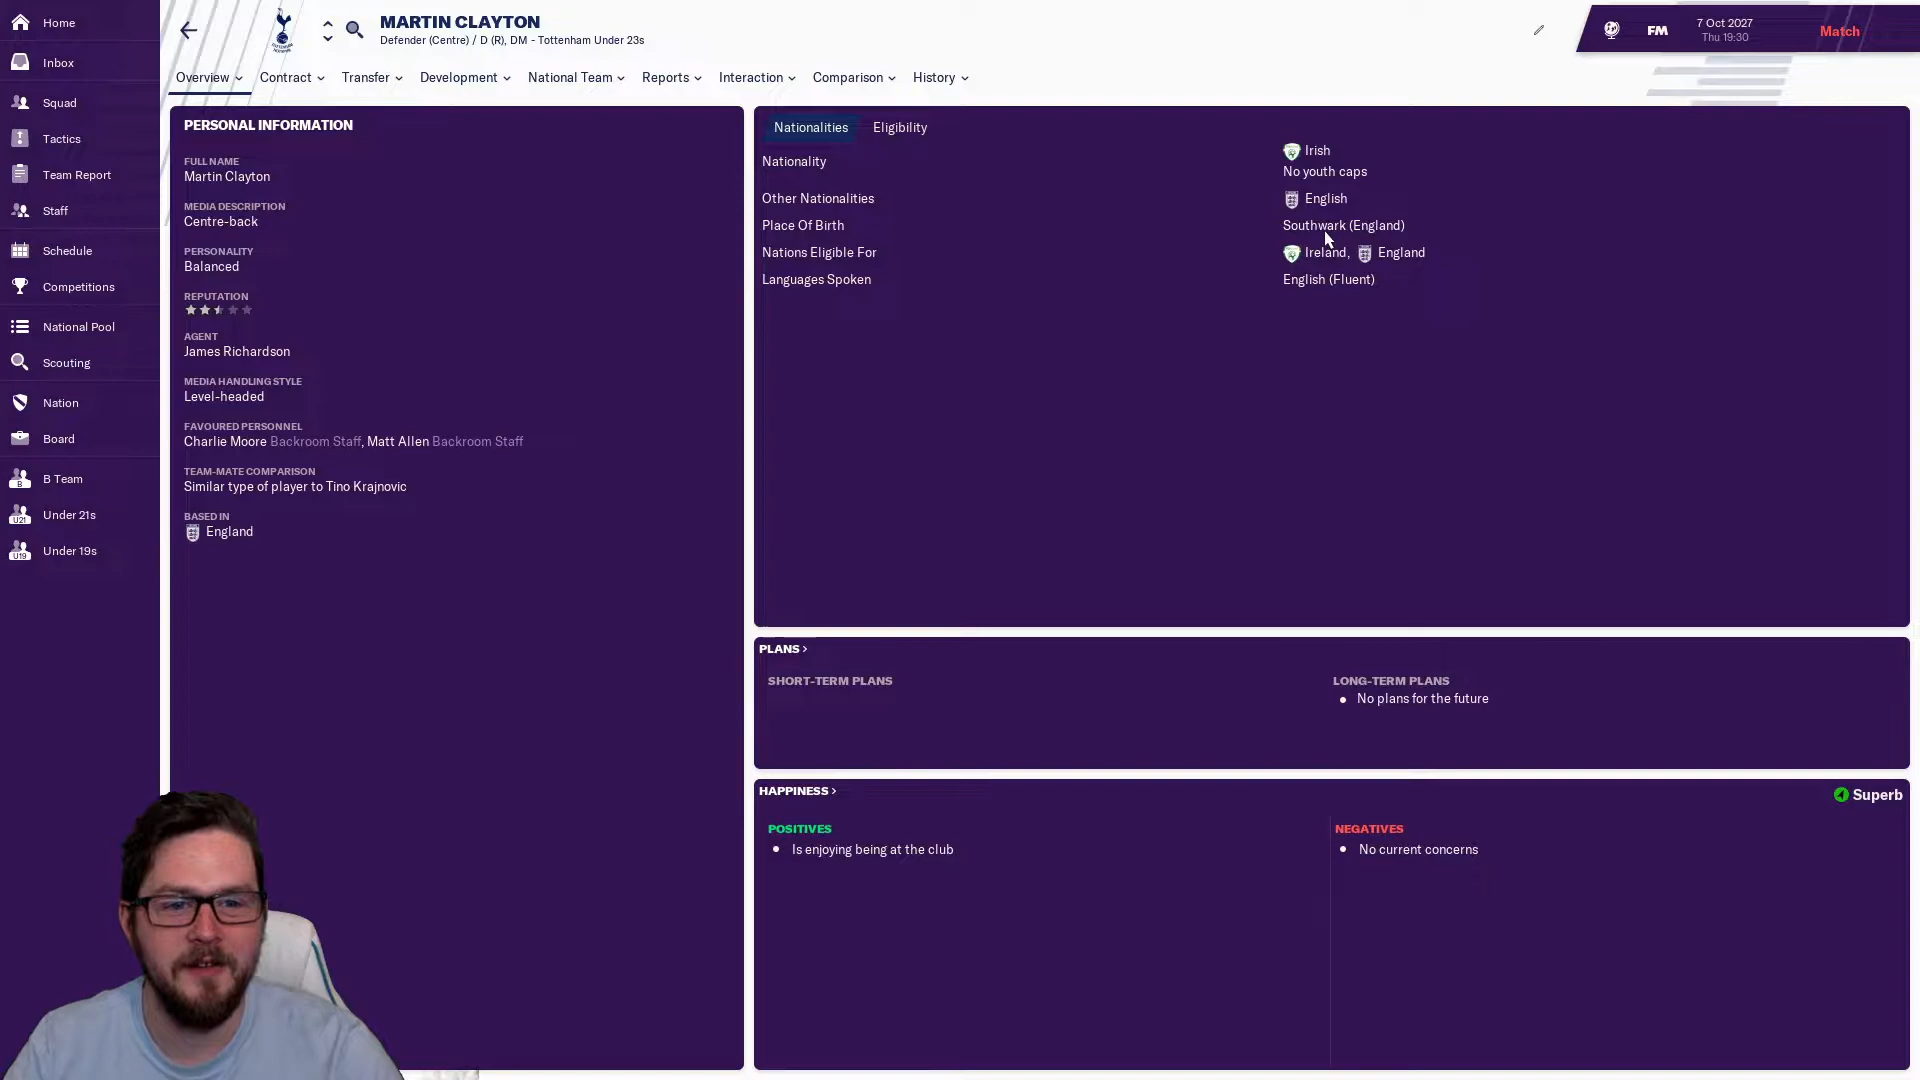 Home
Inbox
Squad
Tactics
Team Report
Staff
Schedule
Competitions
National Pool
Scouting
Nation
Board
B Team
Under 21s
Under 19s
MARTIN CLAYTON
Defender (Centre) / D (R), DM - Tottenham Under 23s
FM
7 Oct 2027
Thu 19:30
Match
Overview
Contract
Transfer
Development
National Team
Reports
Interaction
Comparison
History
PERSONAL INFORMATION
FULL NAME
Martin Clayton
MEDIA DESCRIPTION
Centre-back
PERSONALITY
Balanced
REPUTATION
AGENT
James Richardson
MEDIA HANDLING STYLE
Level-headed
FAVOURED PERSONNEL
Charlie Moore Backroom Staff, Matt Allen Backroom Staff
TEAM-MATE COMPARISON
Similar type of player to Tino Krajnovic
BASED IN
England
Nationalities Eligibility
Nationality Irish
No youth caps
Other Nationalities English
Place Of Birth Southwark (England)
Nations Eligible For Ireland, England
Languages Spoken English (Fluent)
PLANS >
SHORT-TERM PLANS
LONG-TERM PLANS
• No plans for the future
HAPPINESS >
Superb
POSITIVES
• Is enjoying being at the club
NEGATIVES
• No current concerns